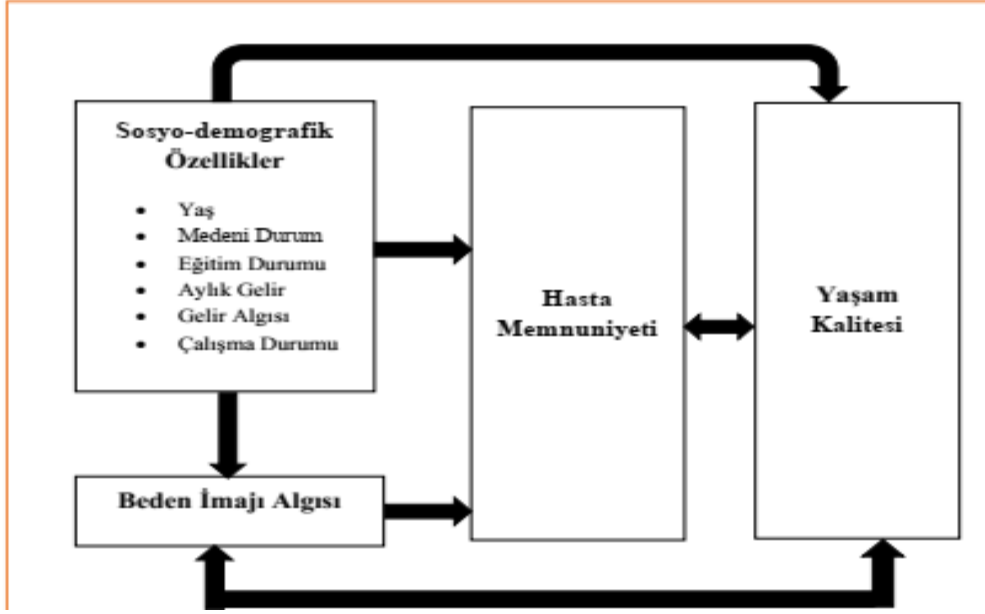 Sosyo-demografik
Özellikler
• Yaş
• Medeni Durum
• Eğitim Durumu
• Aylık Gelir
• Gelir Algısı
• Çalışma Durumu
Hasta
Memnuniyeti
Yaşam
Kalitesi
Beden İmajı Algısı